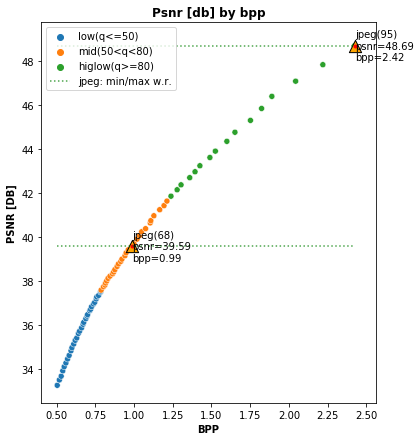 Psnr [db] by bpp
low(q<=50)
mid(50<q<80)
higlow(q>=80)
jpeg: min/max w.r.
jpeg(95)
psnr=48.69
bpp=2.42
jpeg(68)
psnr=39.59
bpp=0.99
PSNR [DB]
48
46
44
42
40
38
36
34
0.50 0.75 1.00 1.25 1.50 1.75 2.00 2.25 2.50
BPP